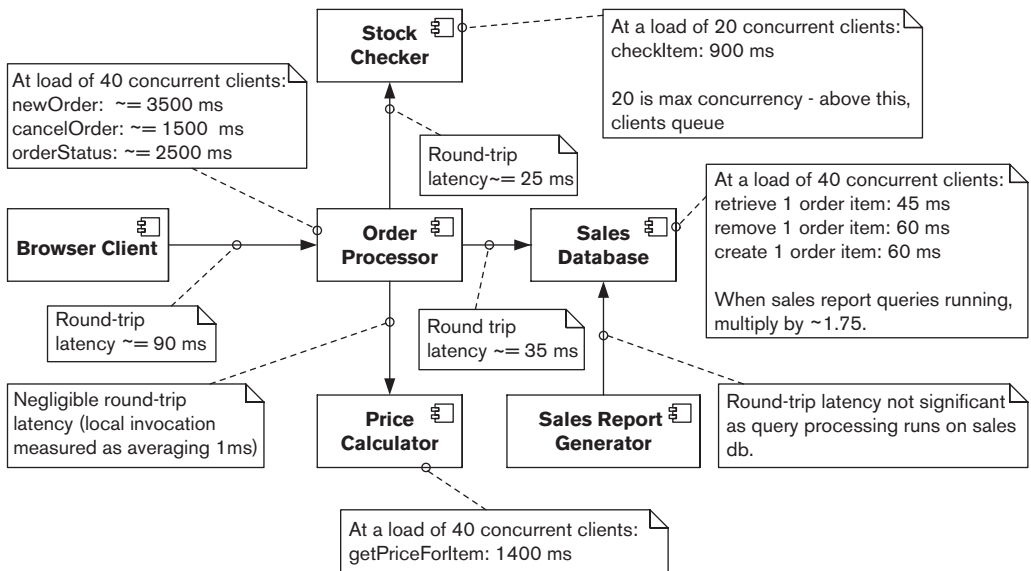 Stock
Checker
At a load of 20 concurrent clients:
checkItem: 900 ms
20 is max concurrency - above this,
clients queue
At load of 40 concurrent clients:
newOrder:  ~= 3500 ms
cancelOrder: ~= 1500  ms
orderStatus: ~= 2500 ms
Round-trip
latency~= 25 ms
At a load of 40 concurrent clients:
retrieve 1 order item: 45 ms
remove 1 order item: 60 ms
create 1 order item: 60 ms
When sales report queries running,
multiply by ~1.75.
Browser Client
Order
Processor
Sales
Database
Round-trip
latency ~= 90 ms
Round trip
latency ~= 35 ms
Negligible round-trip
latency (local invocation
measured as averaging 1ms)
Price
Calculator
Sales Report
Generator
Round-trip latency not significant
as query processing runs on sales
db.
At a load of 40 concurrent clients:
getPriceForItem: 1400 ms